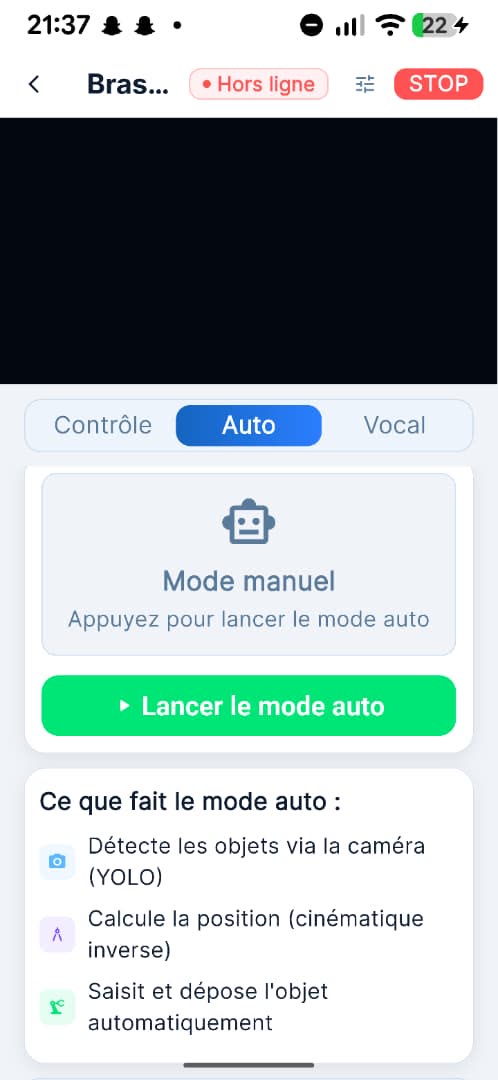 21:37
22
Bras...
Hors ligne
STOP
Contrôle
Auto
Vocal
Mode manuel
Appuyez pour lancer le mode auto
Lancer le mode auto
Ce que fait le mode auto :
Détecte les objets via la caméra
(YOLO)
Calcule la position (cinématique
inverse)
Saisit et dépose l'objet
automatiquement